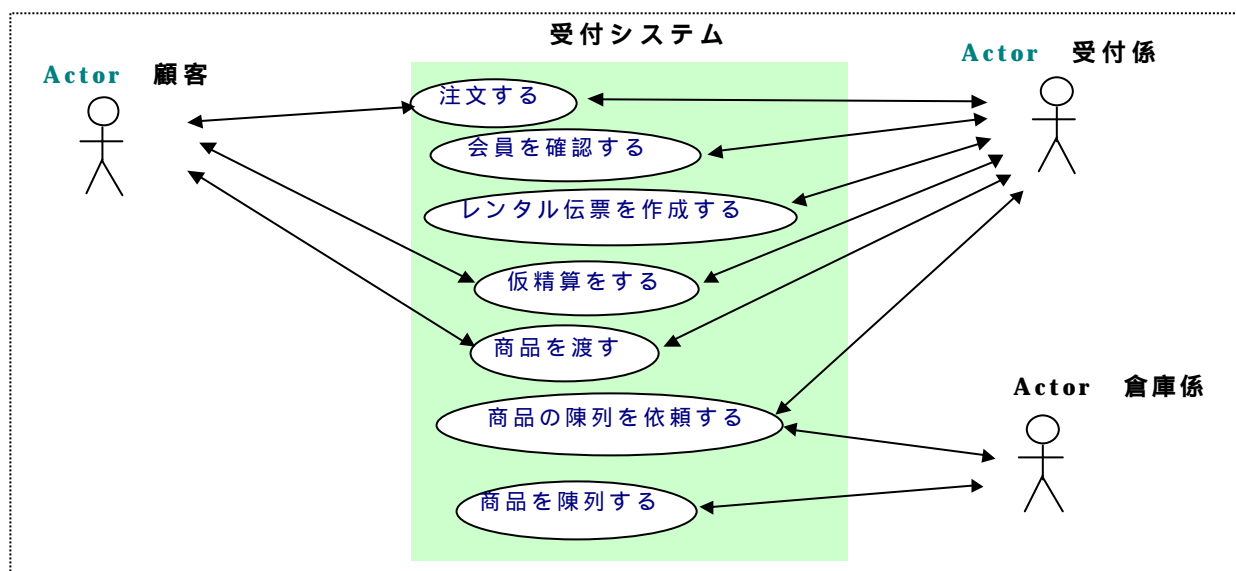 受付システム
Actor 顧客
Actor 受付係
注文する
会員を確認する
レンタル伝票を作成する
仮精算をする
商品を渡す
商品の陳列を依頼する
Actor 倉庫係
商品を陳列する